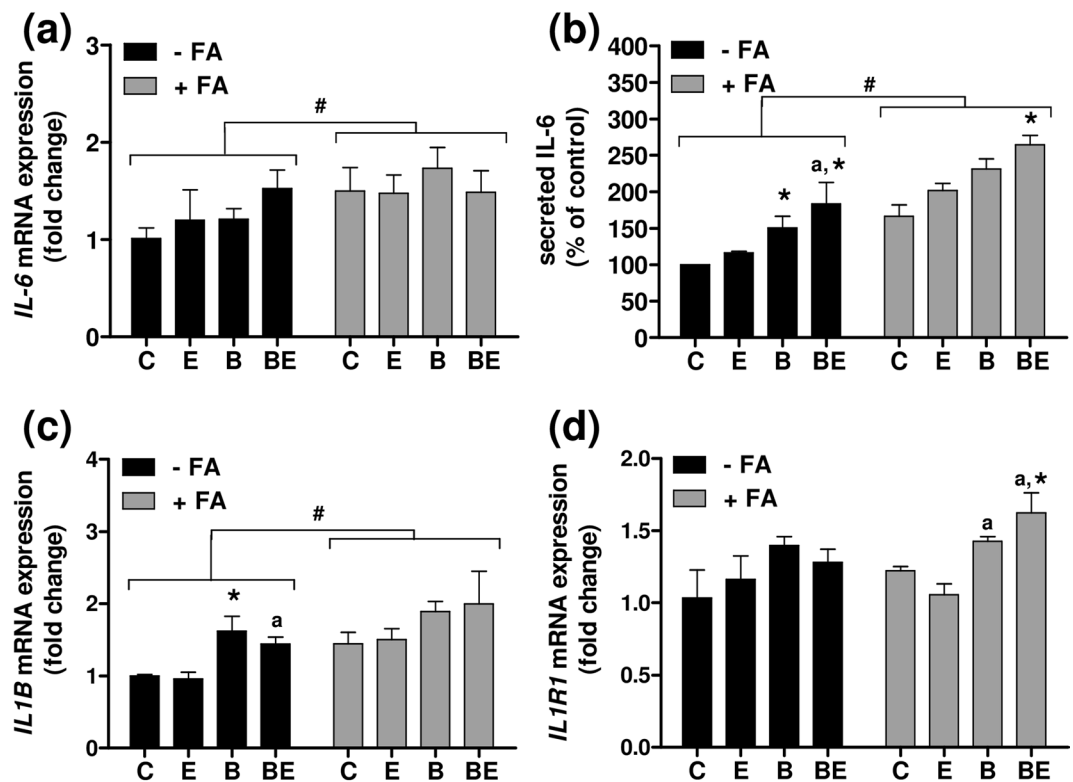 (a)
IL-6 mRNA expression
(fold change)
3
2
1
0
- FA
+ FA
#
C E B BE C E B BE
(b)
secreted IL-6
(% of control)
400
350
300
250
200
150
100
50
0
- FA
+ FA
#
*
a, *
*
C E B BE C E B BE
(c)
IL1B mRNA expression
(fold change)
4
3
2
1
0
- FA
+ FA
#
*
a
C E B BE C E B BE
(d)
IL1R1 mRNA expression
(fold change)
2.0
1.5
1.0
0.5
0.0
- FA
+ FA
a, *
a
C E B BE C E B BE